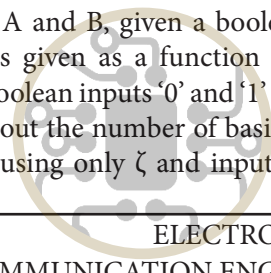 A and B, given a boole
s given as a function
oolean inputs ‘0’ and ‘1’
out the number of basi
using only ζ and input
ELECTRO
MMUNICATION ENG